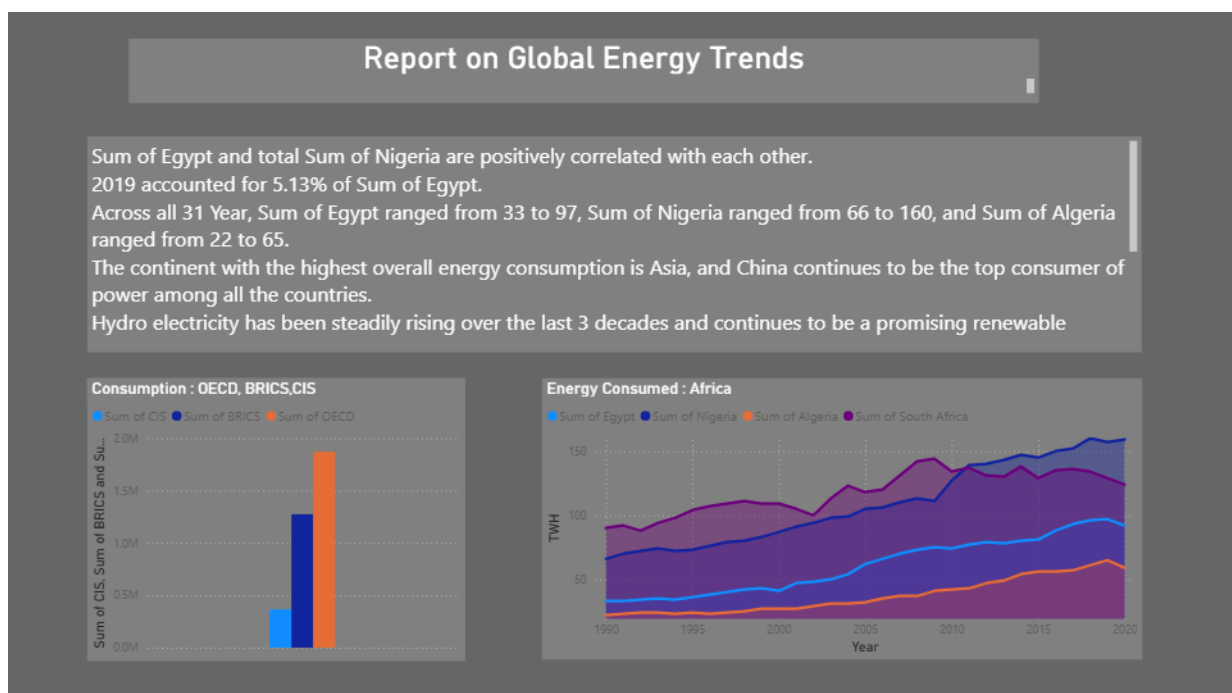 Report on Global Energy Trends
Sum of Egypt and total Sum of Nigeria are positively correlated with each other.
2019 accounted for 5.13% of Sum of Egypt.
Across all 31 Year, Sum of Egypt ranged from 33 to 97, Sum of Nigeria ranged from 66 to 160, and Sum of Algeria
ranged from 22 to 65.
The continent with the highest overall energy consumption is Asia, and China continues to be the top consumer of
power among all the countries.
Hydro electricity has been steadily rising over the last 3 decades and continues to be a promising renewable
Consumption : OECD, BRICS,CIS
Sum of CIS Sum of BRICS Sum of OECD
Sum of CIS, Sum of BRICS and Su...
2.0M
1.5M
1.0M
0.5M
0.0M
Energy Consumed : Africa
Sum of Egypt Sum of Nigeria Sum of Algeria Sum of South Africa
TWH
150
100
50
1990 1995 2000 2005 2010 2015 2020
Year